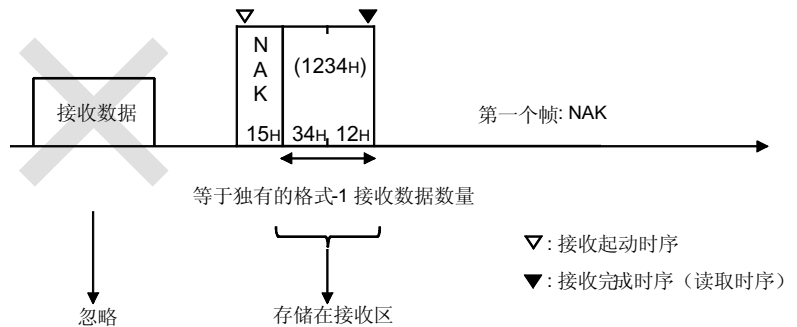 N
A
K
(1234H)
接收数据
15H 34H 12H
第一个帧: NAK
等于独有的格式-1 接收数据数量
▽: 接收起动时序
▼: 接收完成时序（读取时序）
忽略
存储在接收区